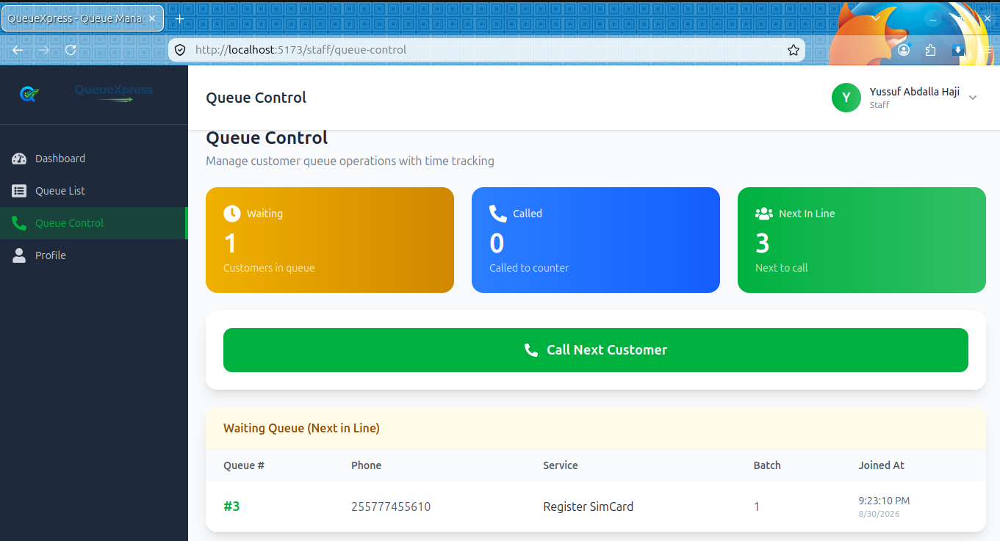 QueueXpress - Queue Manac
http://localhost:5173/staff/queue-control
QueueXpress
Queue Control
Y
Yussuf Abdalla Haji
Staff
Dashboard
Queue List
Queue Control
Profile
Queue Control
Manage customer queue operations with time tracking
Waiting
1
Customers in queue
Called
0
Called to counter
Next In Line
3
Next to call
Call Next Customer
Waiting Queue (Next in Line)
Queue # Phone Service Batch Joined At
#3 255777455610 Register SimCard 1 9:23:10 PM
8/30/2026